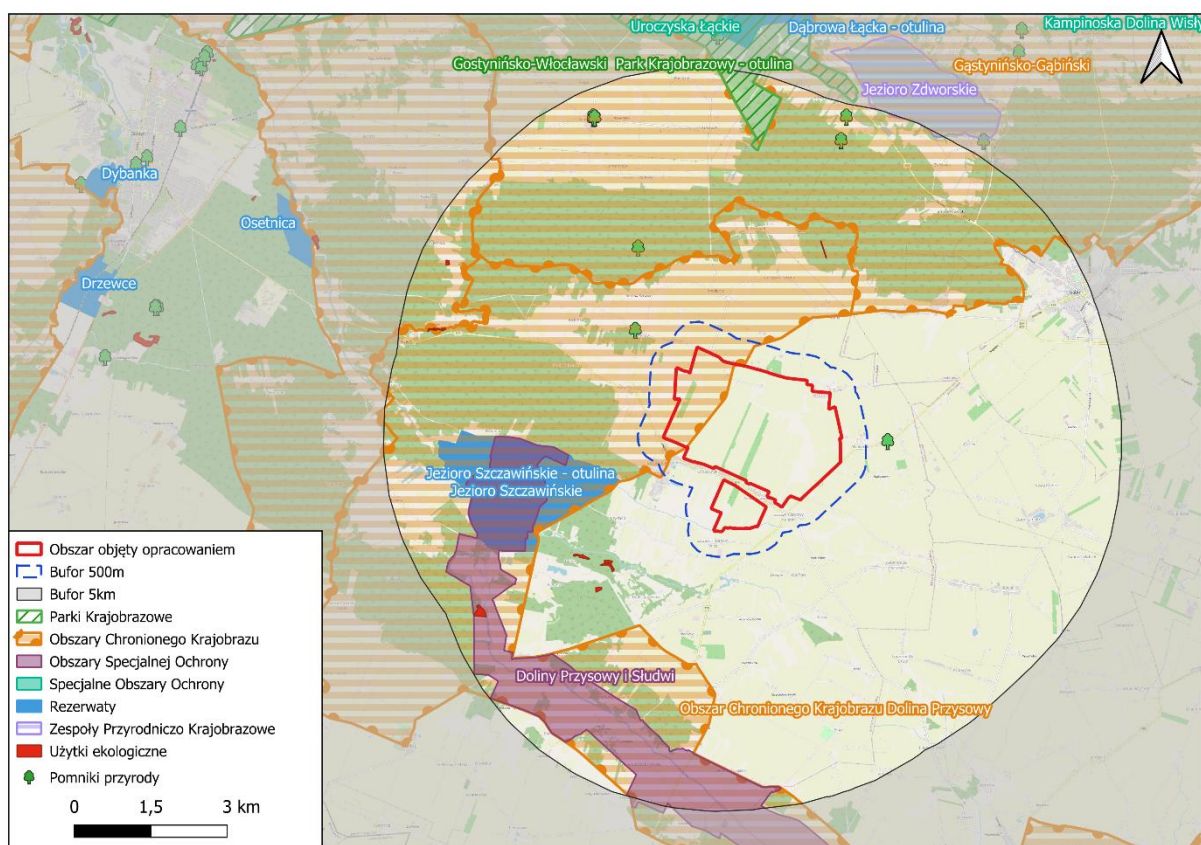 Uroczyska Łąckie
Dąbrowa Łącka - otulina
Kampinoska Dolina Wisły
Gostynińsko-Włocławski Park Krajobrazowy - otulina
Gąstynińsko-Gąbiński
Jezioro Zdworskie
Dybanka
Osetnica
Drzewce
Jezioro Szczawińskie - otulina
Jezioro Szczawińskie
Doliny Przysowy i Słudwi
Obszar Chronionego Krajobrazu Dolina Przysowy
Obszar objęty opracowaniem
Bufor 500m
Bufor 5km
Parki Krajobrazowe
Obszary Chronionego Krajobrazu
Obszary Specjalnej Ochrony
Specjalne Obszary Ochrony
Rezerwaty
Zespoły Przyrodniczo Krajobrazowe
Użytki ekologiczne
Pomniki przyrody
0 1,5 3 km